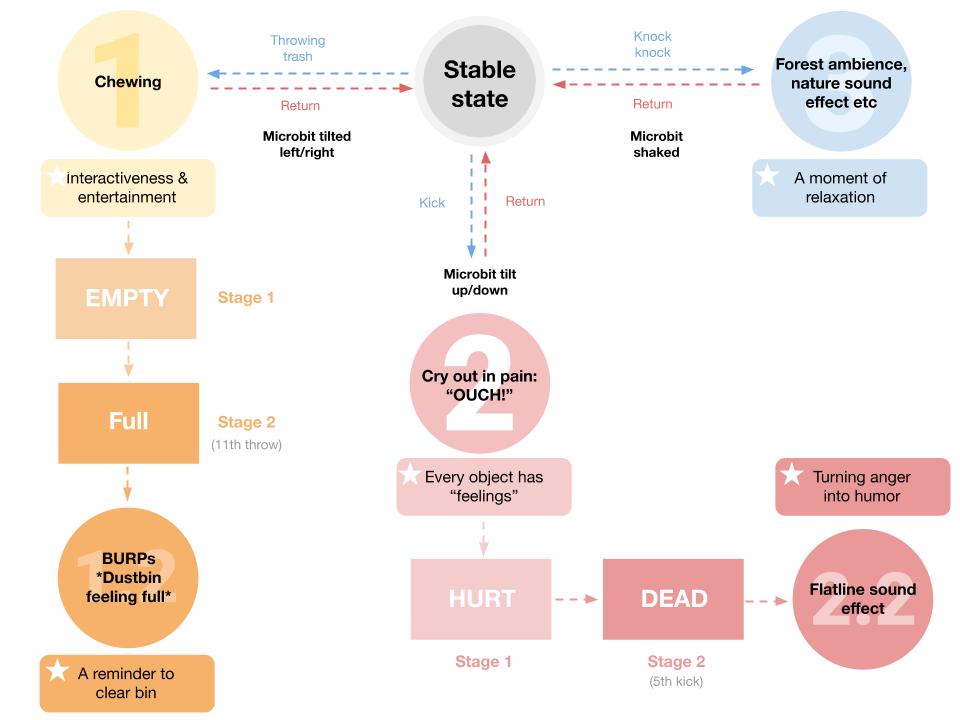 1
Chewing
Throwing
trash
Return
Microbit tilted
left/right
Stable
state
Knock
knock
Return
Microbit
shaked
3
Forest ambience,
nature sound
effect etc
Interactiveness &
entertainment
A moment of
relaxation
Kick
Return
Microbit tilt
up/down
EMPTY
Stage 1
Full
Stage 2
(11th throw)
2
Cry out in pain:
“OUCH!”
Every object has
“feelings”
Turning anger
into humor
1.2
BURPs
*Dustbin
feeling full*
A reminder to
clear bin
HURT
Stage 1
DEAD
Stage 2
(5th kick)
2.2
Flatline sound
effect